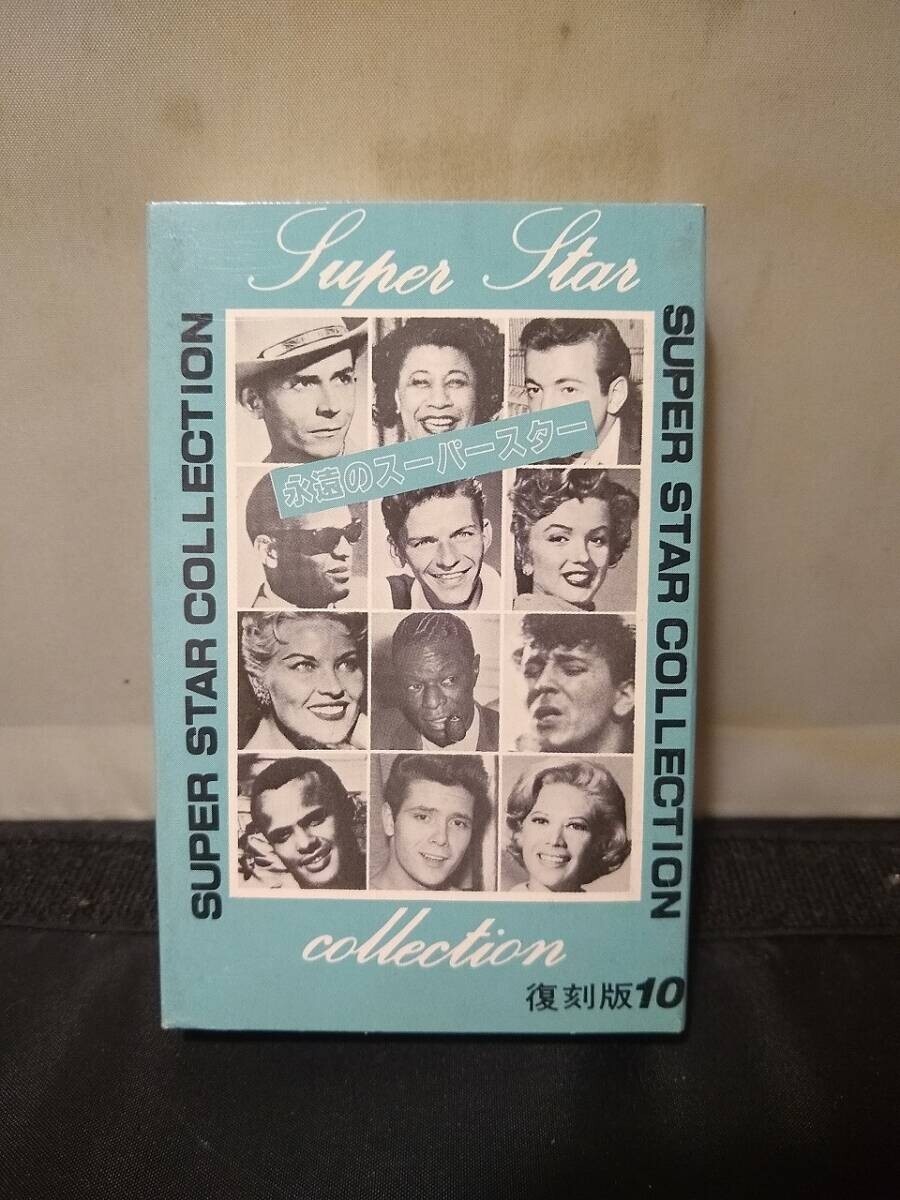 Super Star
SUPER STAR COLLECTION
SUPER STAR COLLECTION
永遠のスーパースター
collection
復刻版10